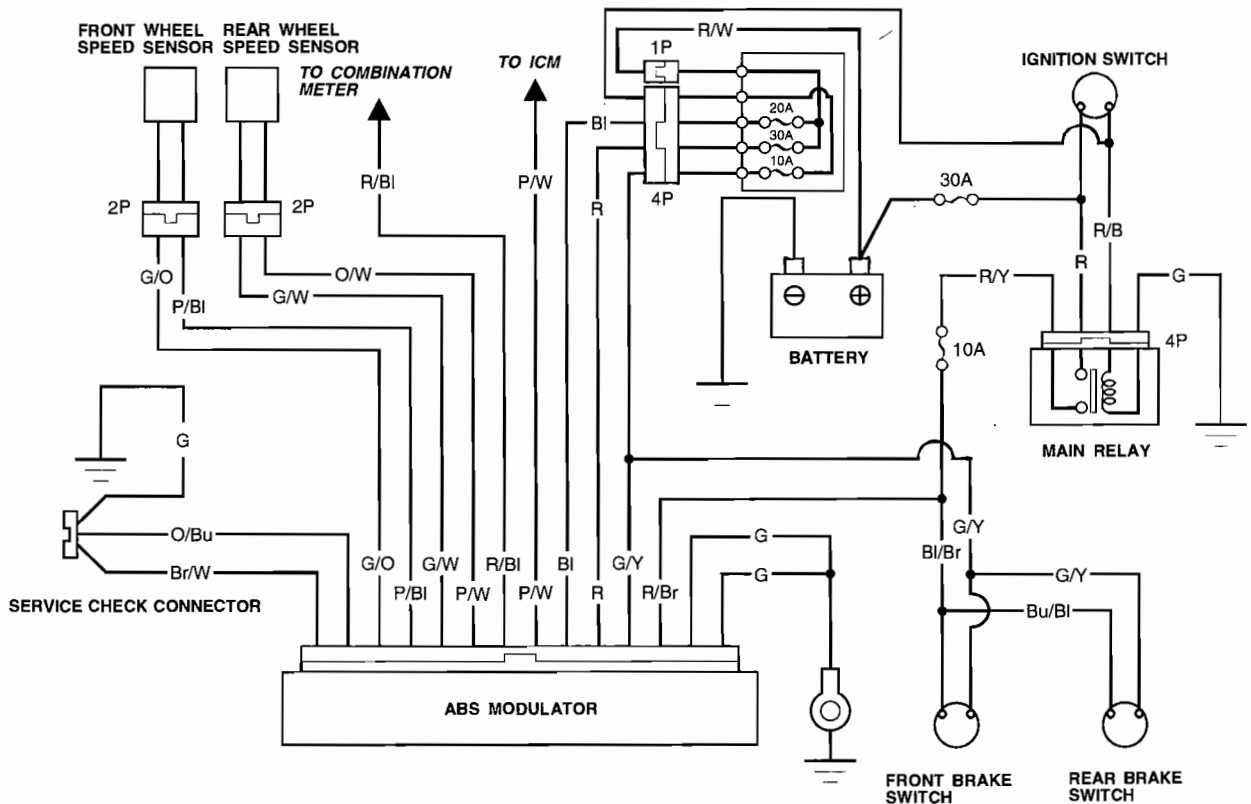 FRONT WHEEL
SPEED SENSOR
REAR WHEEL
SPEED SENSOR
TO COMBINATION
METER
TO ICM
R/W
1P
IGNITION SWITCH
20A
30A
10A
4P
Bl
R
R/Bl
P/W
2P
2P
30A
R/B
R
G/O
P/Bl
O/W
G/W
R/Y
G
10A
4P
BATTERY
MAIN RELAY
G
O/Bu
Br/W
SERVICE CHECK CONNECTOR
G/O
P/Bl
G/W
P/W
R/Bl
P/W
Bl
R
G/Y
R/Br
G
G
G/Y
Bl/Br
G/Y
Bu/Bl
ABS MODULATOR
FRONT BRAKE
SWITCH
REAR BRAKE
SWITCH